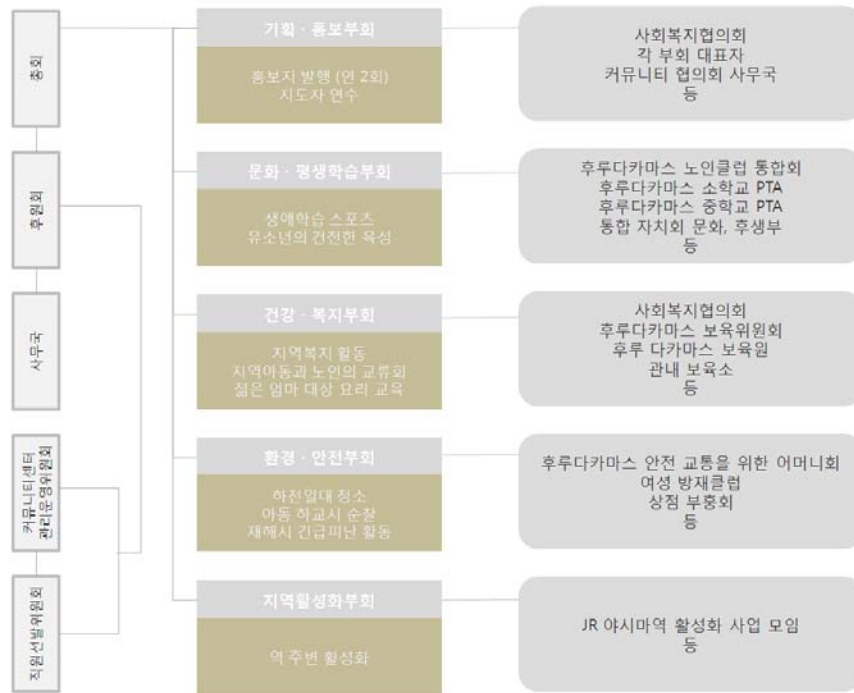 총회
후원회
사무국
커뮤니티센터
관리운영위원회
직원선발위원회
기획 · 홍보부회
홍보지 발행 (연 2회)
지도자 연수
사회복지협의회
각 부회 대표자
커뮤니티 협의회 사무국
등
문화 · 평생학습부회
생애학습 스포츠
유소년의 건전한 육성
후루다카마스 노인클럽 통합회
후루다카마스 소학교 PTA
후루다카마스 중학교 PTA
통합 자치회 문화, 후생부
등
건강 · 복지부회
지역복지 활동
지역아동과 노인의 교류회
젊은 엄마 대상 요리 교육
사회복지협의회
후루다카마스 보육위원회
후루 다카마스 보육원
관내 보육소
등
환경 · 안전부회
하천일대 청소
아동 하교시 순찰
재해시 긴급피난 활동
후루다카마스 안전 교통을 위한 어머니회
여성 방재클럽
상점 부흥회
등
지역활성화부회
역 주변 활성화
JR 야시마역 활성화 사업 모임
등